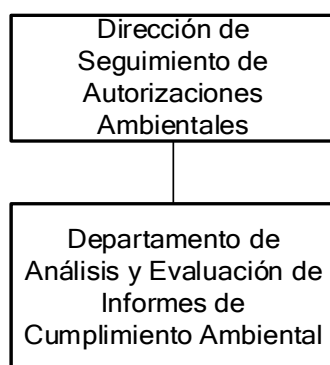 Dirección de
Seguimiento de
Autorizaciones
Ambientales
Departamento de
Análisis y Evaluación de
Informes de
Cumplimiento Ambiental